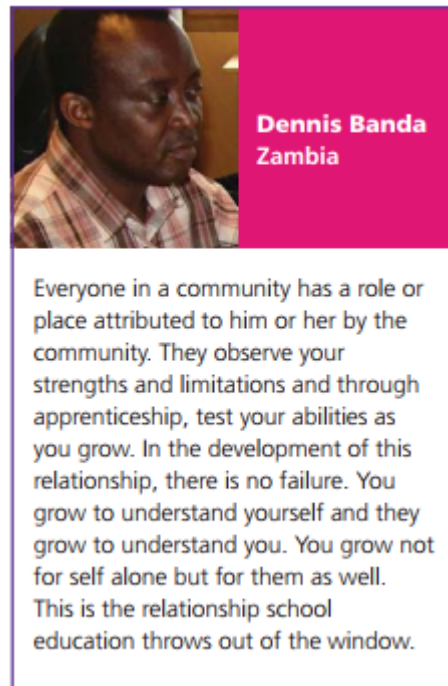 Dennis Banda
Zambia
Everyone in a community has a role or
place attributed to him or her by the
community. They observe your
strengths and limitations and through
apprenticeship, test your abilities as
you grow. In the development of this
relationship, there is no failure. You
grow to understand yourself and they
grow to understand you. You grow not
for self alone but for them as well.
This is the relationship school
education throws out of the window.